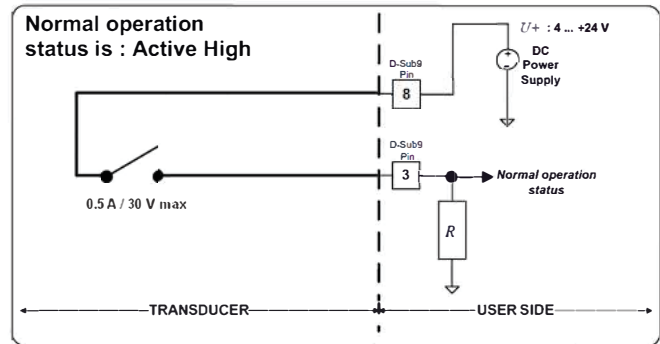 Normal operation
status is : Active High
U+ : 4 ... +24 V
DC
Power
Supply
D-Sub9
Pin
8
D-Sub9
Pin
3
Normal operation
status
0.5 A / 30 V max
R
TRANSDUCER
USER SIDE